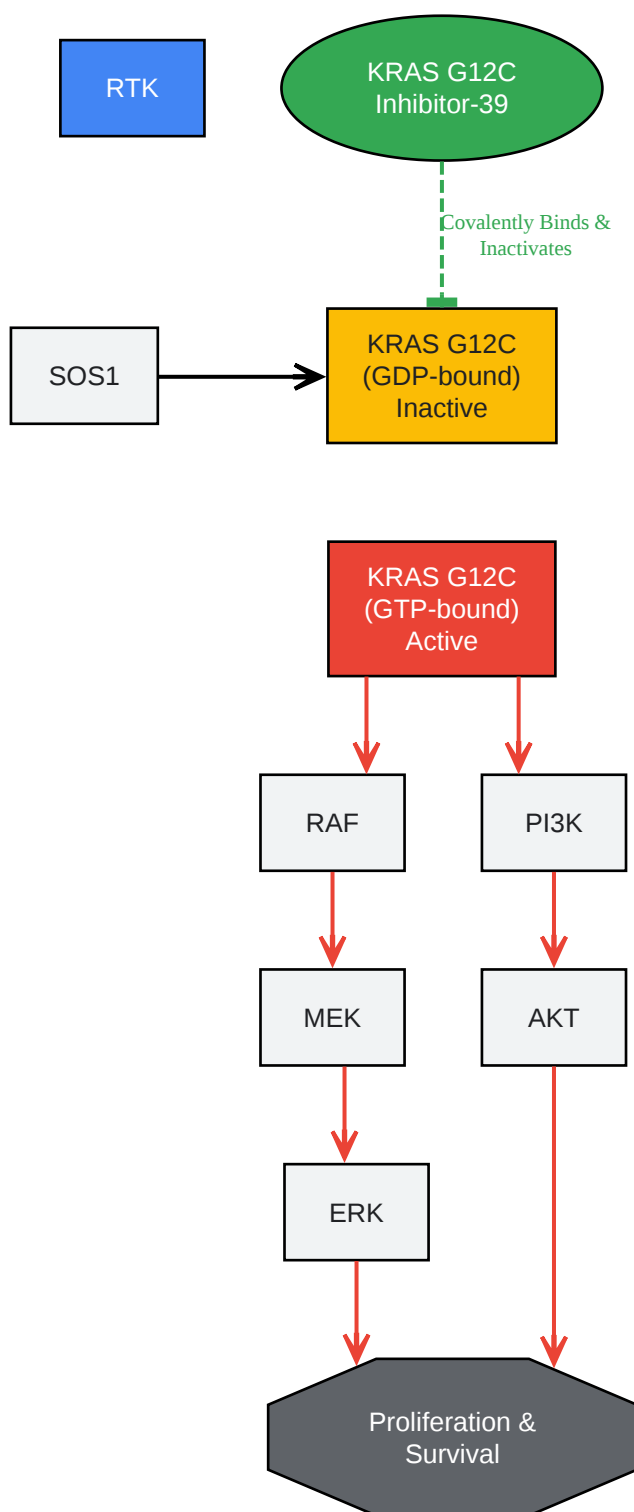 RTK
KRAS G12C
Inhibitor-39
Covalently Binds &
Inactivates
SOS1
KRAS G12C
(GDP-bound)
Inactive
KRAS G12C
(GTP-bound)
Active
RAF
PI3K
MEK
AKT
ERK
Proliferation &
Survival